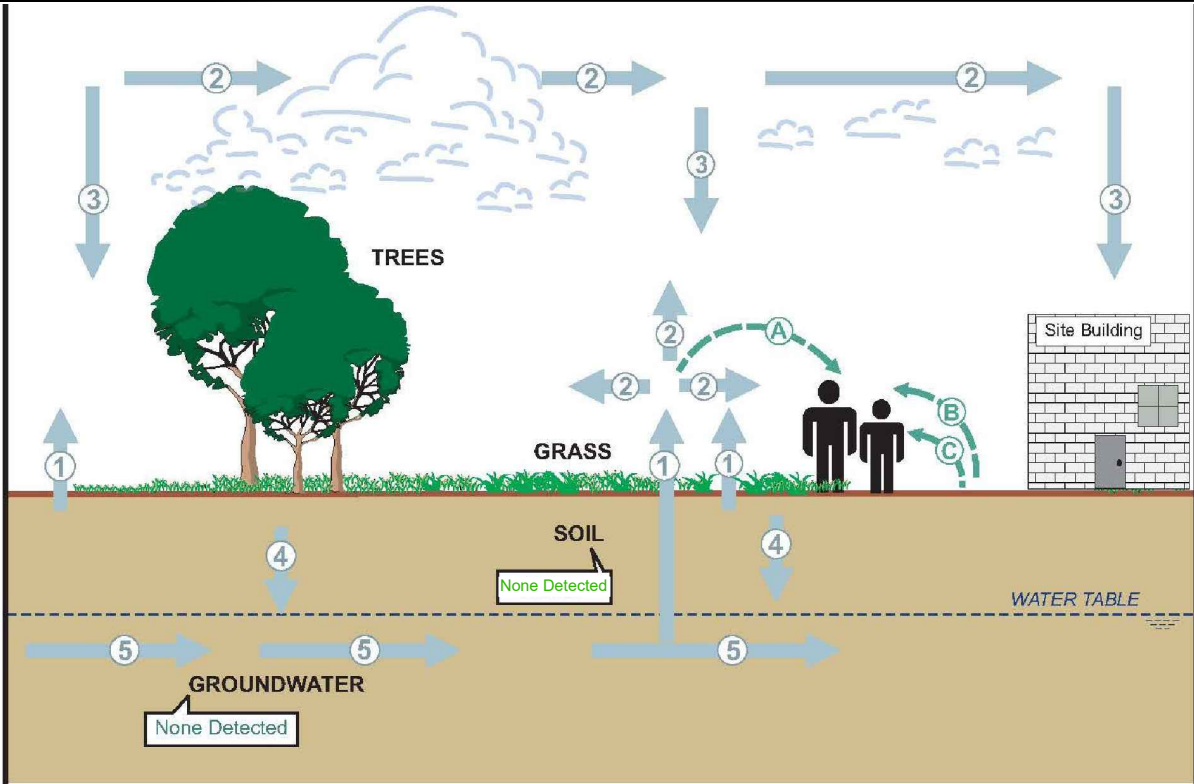 2 2 2
3 3 3
TREES
A
Site Building
2
2 2
B
C
GRASS
1 1 1
SOIL
4 4
None Detected
WATER TABLE
5 5 5
GROUNDWATER
None Detected